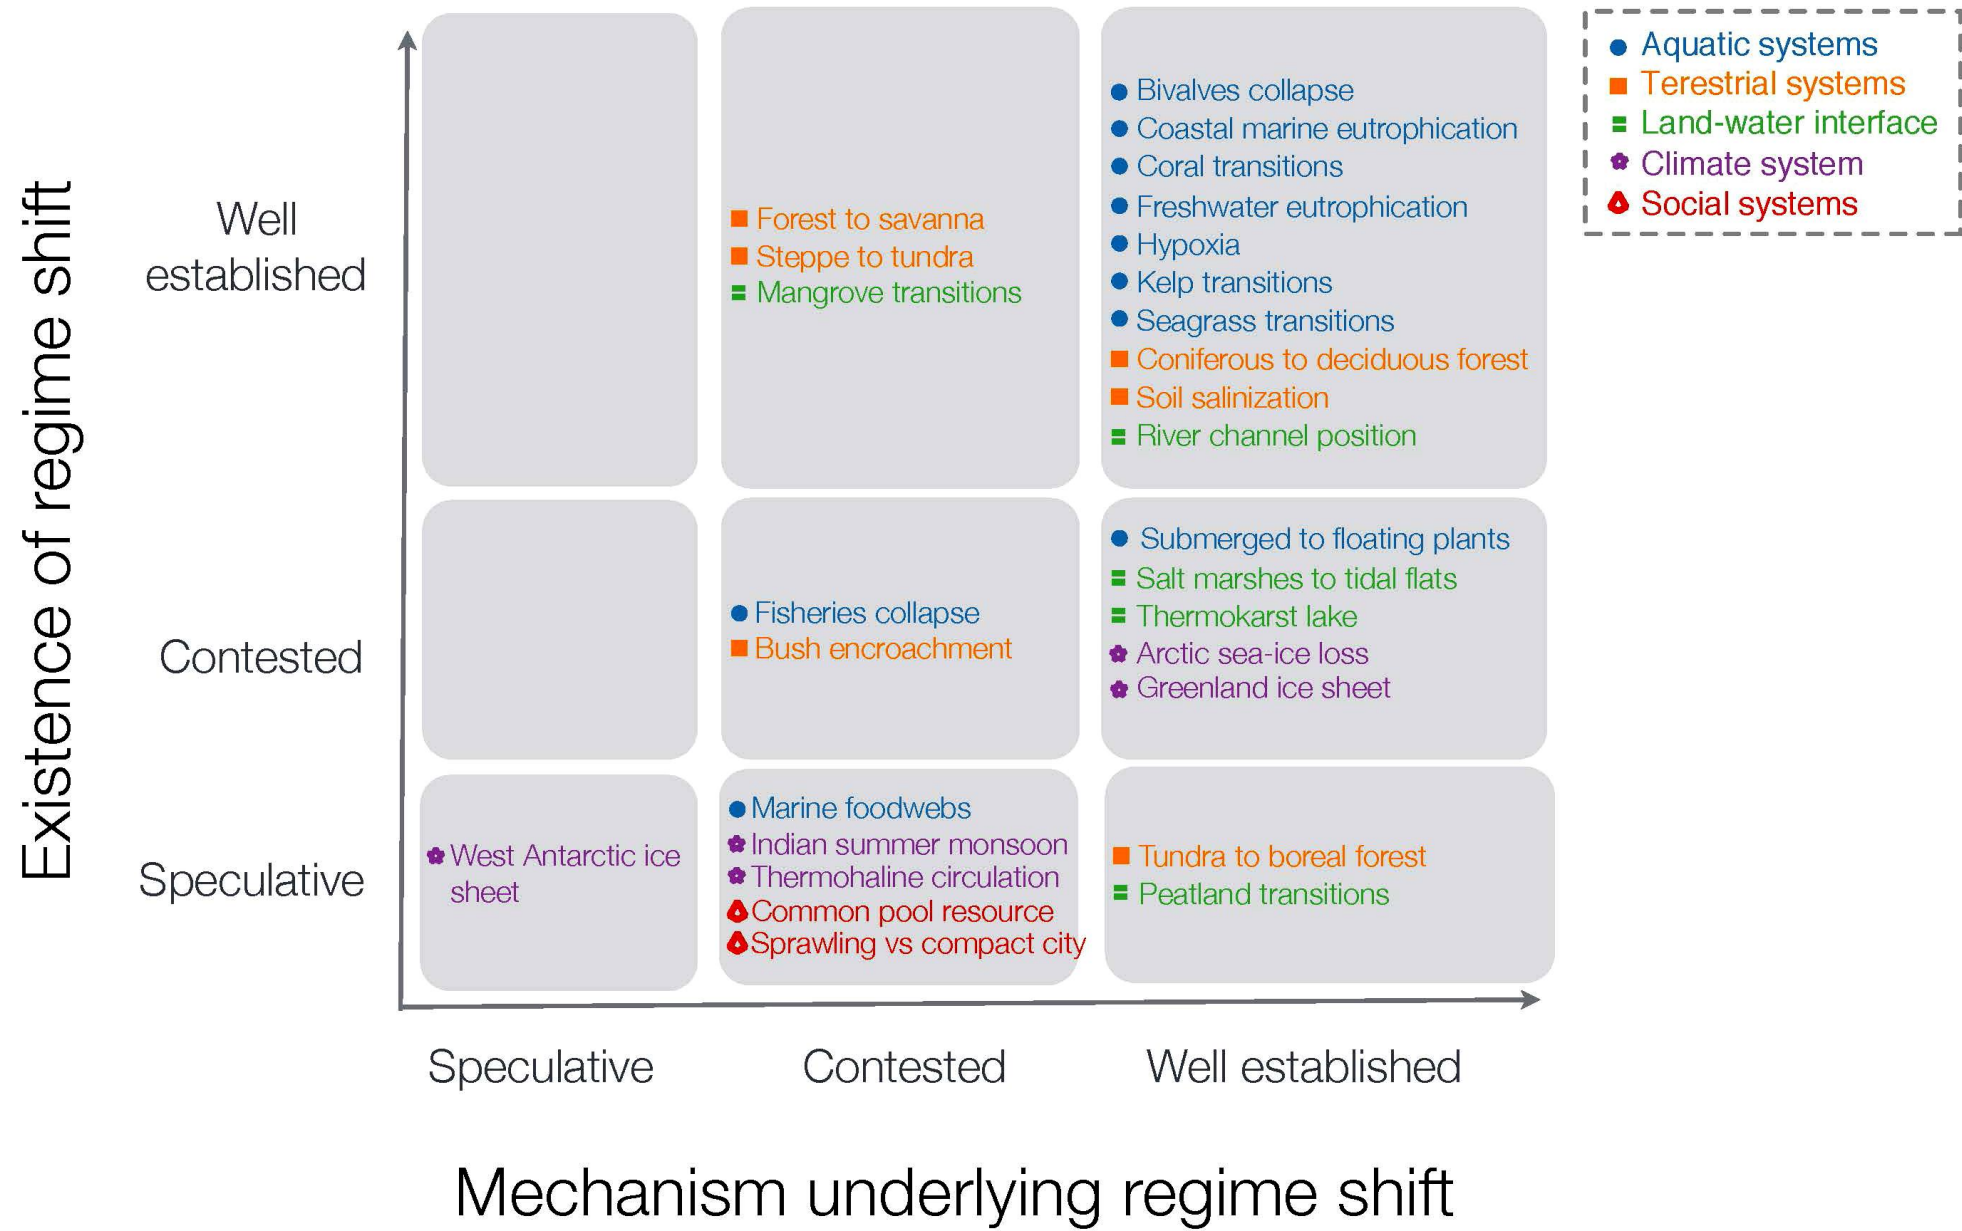 Existence of regime shift
Well
established
Contested
Speculative
Forest to savanna
Steppe to tundra
Mangrove transitions
Bivalves collapse
Coastal marine eutrophication
Coral transitions
Freshwater eutrophication
Hypoxia
Kelp transitions
Seagrass transitions
Coniferous to deciduous forest
Soil salinization
River channel position
Fisheries collapse
Bush encroachment
Submerged to floating plants
Salt marshes to tidal flats
Thermokarst lake
Arctic sea-ice loss
Greenland ice sheet
West Antarctic ice
sheet
Marine foodwebs
Indian summer monsoon
Thermohaline circulation
Common pool resource
Sprawling vs compact city
Tundra to boreal forest
Peatland transitions
Speculative
Contested
Well established
Mechanism underlying regime shift
Aquatic systems
Terestrial systems
Land-water interface
Climate system
Social systems